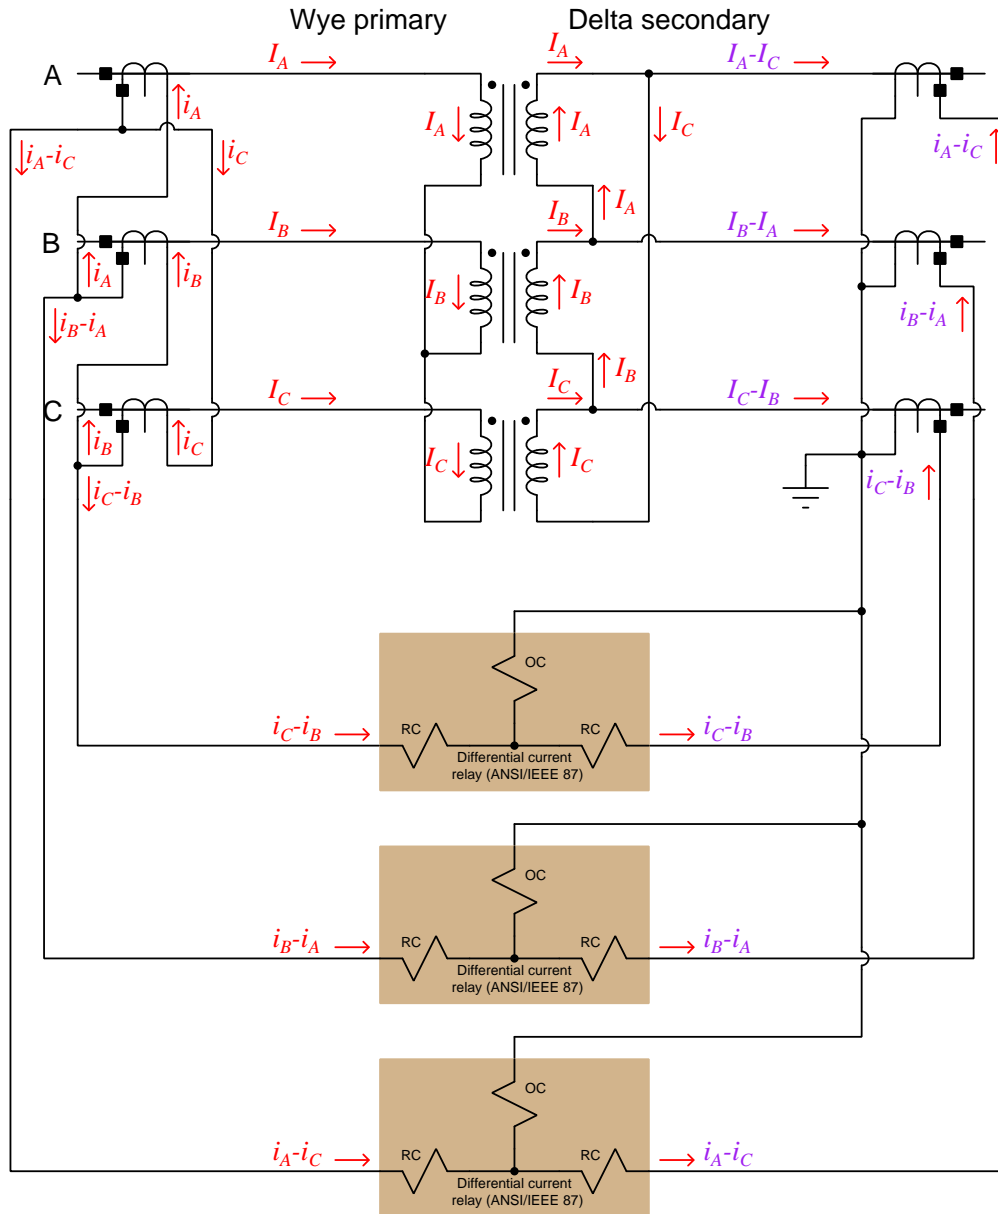 Wye primary
Delta secondary
I_A
I_A
I_A-I_C
A
i_A
I_A
I_A
I_C
i_A-i_C
i_C
i_A-i_C
I_A
I_B
I_B
I_B-I_A
B
i_A
i_B
I_B
I_B
i_B-i_A
i_B-i_A
I_B
I_C
I_C
I_C-I_B
C
i_B
i_C
I_C
I_C
i_C-i_B
i_C-i_B
OC
i_C-i_B
RC
RC
i_C-i_B
Differential current
relay (ANSI/IEEE 87)
OC
i_B-i_A
RC
RC
i_B-i_A
Differential current
relay (ANSI/IEEE 87)
OC
i_A-i_C
RC
RC
i_A-i_C
Differential current
relay (ANSI/IEEE 87)